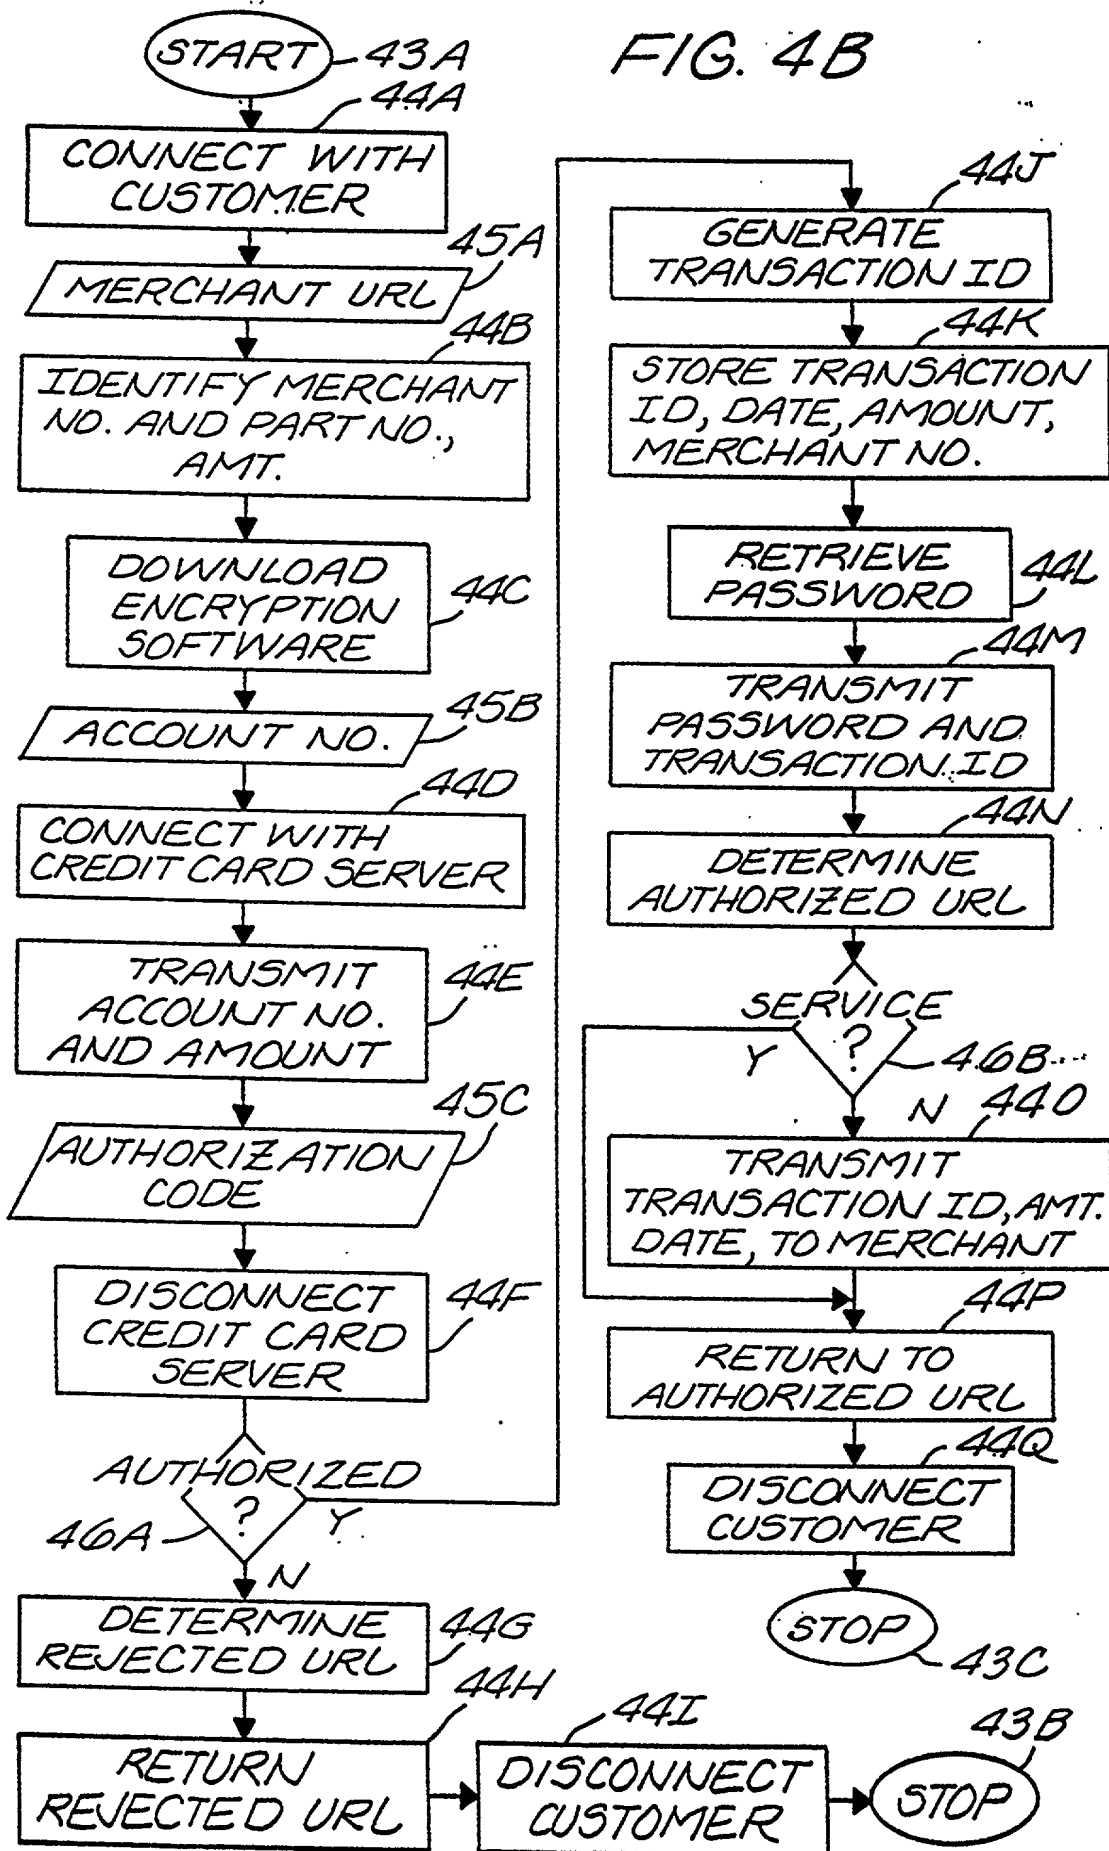 FIG. 4B
START
43A
44A
CONNECT WITH
CUSTOMER
45A
MERCHANT URL
44B
IDENTIFY MERCHANT
NO. AND PART NO.,
AMT.
DOWNLOAD
ENCRYPTION
SOFTWARE
44C
45B
ACCOUNT NO.
44D
CONNECT WITH
CREDIT CARD SERVER
TRANSMIT
ACCOUNT NO.
AND AMOUNT
44E
45C
AUTHORIZATION
CODE
DISCONNECT
CREDIT CARD
SERVER
44F
AUTHORIZED
?
Y
46A
N
DETERMINE
REJECTED URL
44G
44H
RETURN
REJECTED URL
44I
DISCONNECT
CUSTOMER
43B
STOP
44J
GENERATE
TRANSACTION ID
44K
STORE TRANSACTION
ID, DATE, AMOUNT,
MERCHANT NO.
RETRIEVE
PASSWORD
44L
44M
TRANSMIT
PASSWORD AND
TRANSACTION ID
44N
DETERMINE
AUTHORIZED URL
SERVICE
?
Y
46B
N
44O
TRANSMIT
TRANSACTION ID, AMT.
DATE, TO MERCHANT
44P
RETURN TO
AUTHORIZED URL
44Q
DISCONNECT
CUSTOMER
STOP
43C